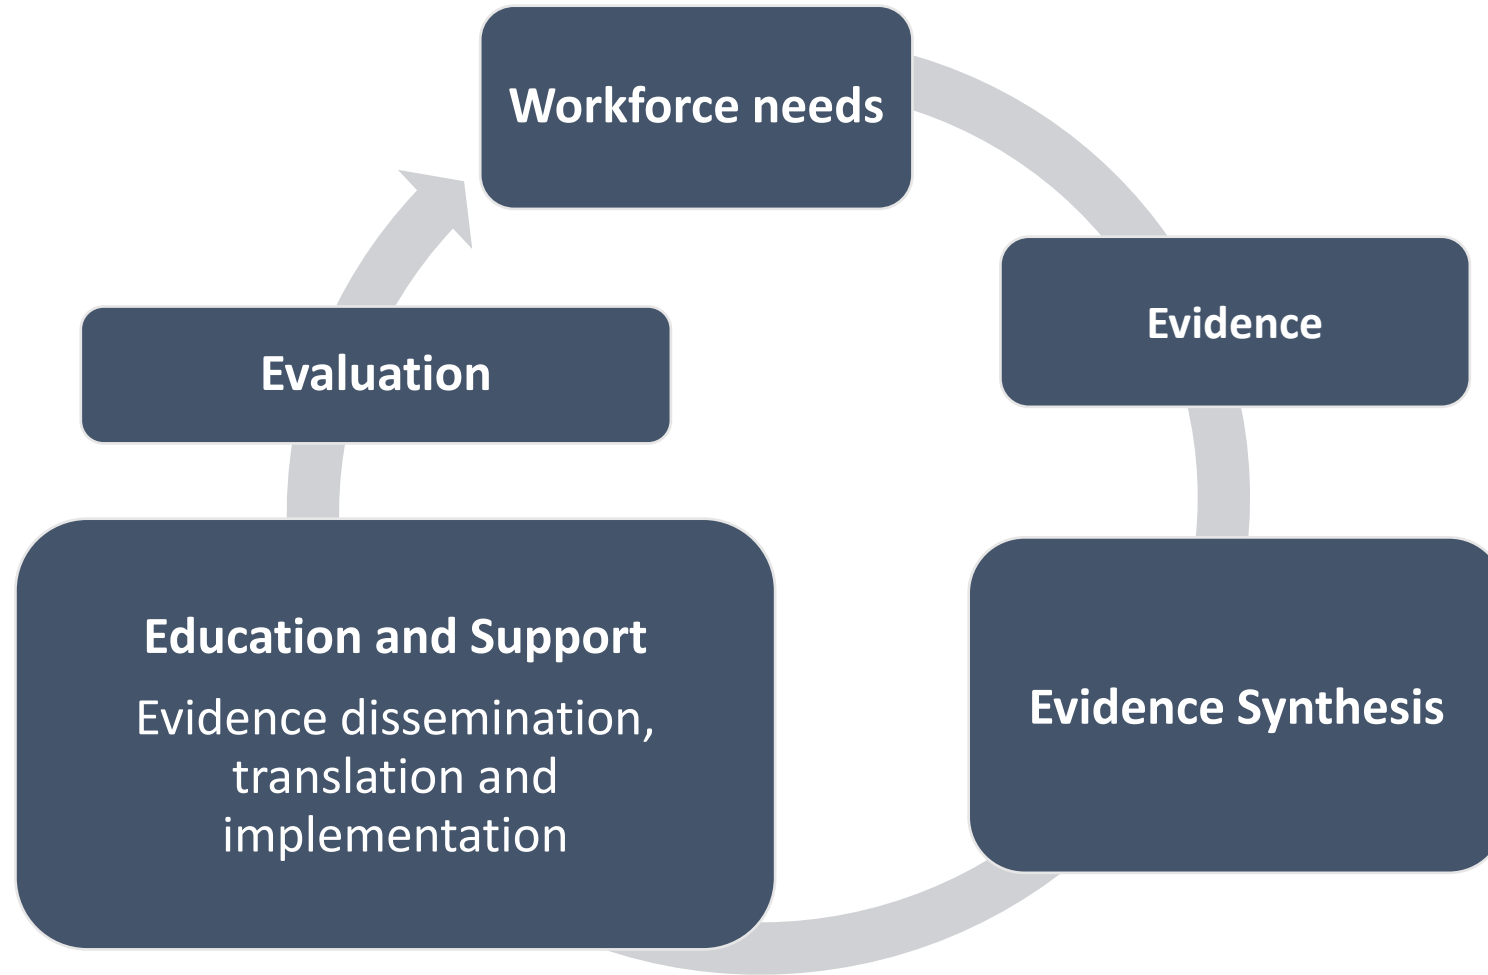 Workforce needs
Evidence
Evidence Synthesis
Education and Support
Evidence dissemination,
translation and
implementation
Evaluation